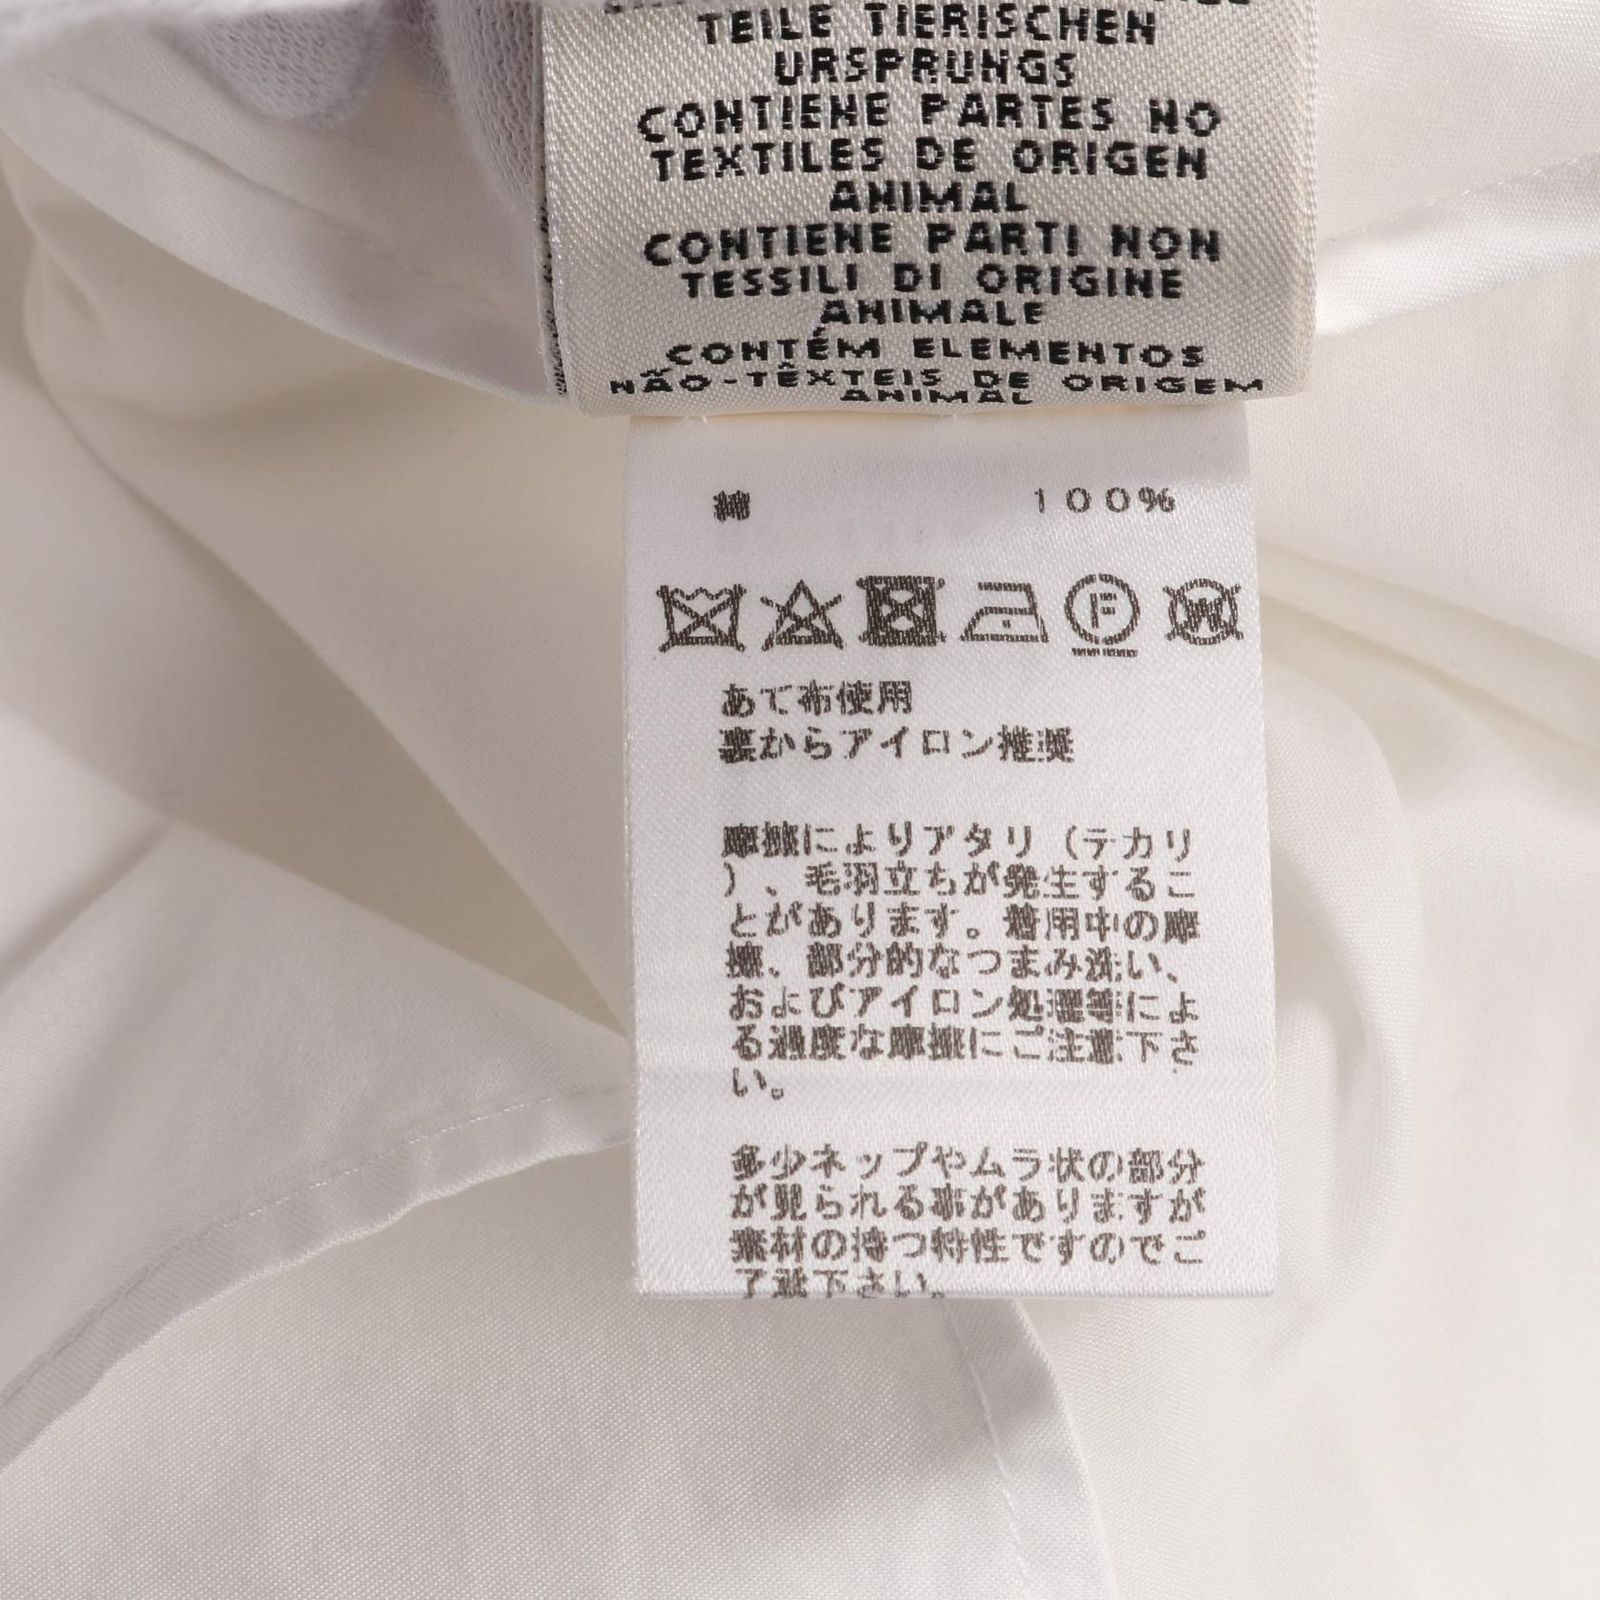 TEILE TIERISCHEN
URSPRUNGS
CONTIENE PARTES NO
TEXTILES DE ORIGEN
ANIMAL
CONTIENE PARTI NON
TESSILI DI ORIGINE
ANIMALE
CONTÉM ELEMENTOS
NÃO-TÊXTEIS DE ORIGEM
ANIMAL
綿 100%
F W
あて布使用
裏からアイロン推奨
摩擦によりアタリ（テカリ
）、毛羽立ちが発生するこ
とがあります。着用中の摩
擦、部分的なつまみ洗い、
およびアイロン処理等によ
る過度な摩擦にご注意下さ
い。
多少ネップやムラ状の部分
が見られる事がありますが
素材の持つ特性ですのでご
了承下さい。